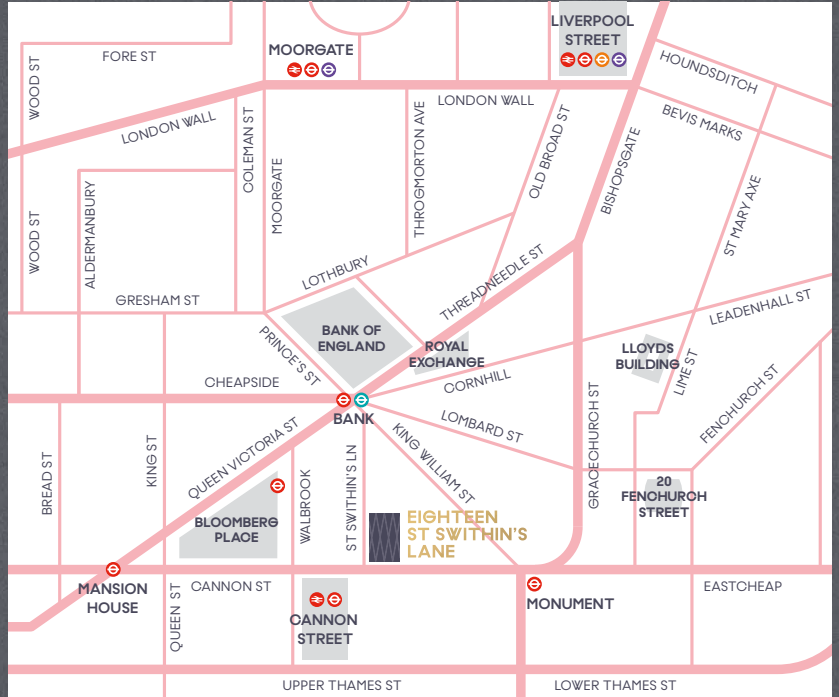 LIVERPOOL
STREET
MOORGATE
FORE ST
WOOD ST
HOUNDSDITCH
LONDON WALL
LONDON WALL
BEVIS MARKS
COLEMAN ST
MOORGATE
THROGMORTON AVE
OLD BROAD ST
BISHOPSGATE
ST MARY AXE
WOOD ST
ALDERMANBURY
LOTHBURY
THREADNEEDLE ST
GRESHAM ST
LEADENHALL ST
PRINCE'S ST
BANK OF
ENGLAND
ROYAL
EXCHANGE
LLOYDS
BUILDING
LIME ST
CHEAPSIDE
CORNHILL
BANK
LOMBARD ST
GRACECHURCH ST
FENCHURCH ST
BREAD ST
KING ST
QUEEN VICTORIA ST
WALBROOK
ST SWITHIN'S LN
KING WILLIAM ST
20
FENCHURCH
STREET
BLOOMBERG
PLACE
EIGHTEEN
ST SWITHIN'S
LANE
MANSION
HOUSE
QUEEN ST
CANNON ST
CANNON
STREET
MONUMENT
EASTCHEAP
UPPER THAMES ST
LOWER THAMES ST